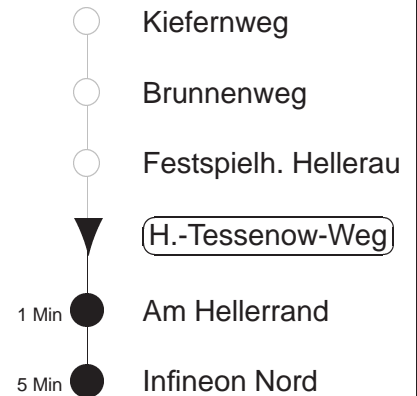 Kiefernweg
Brunnenweg
Festspielh. Hellerau
H.-Tessenow-Weg
1 Min Am Hellerrand
5 Min Infineon Nord